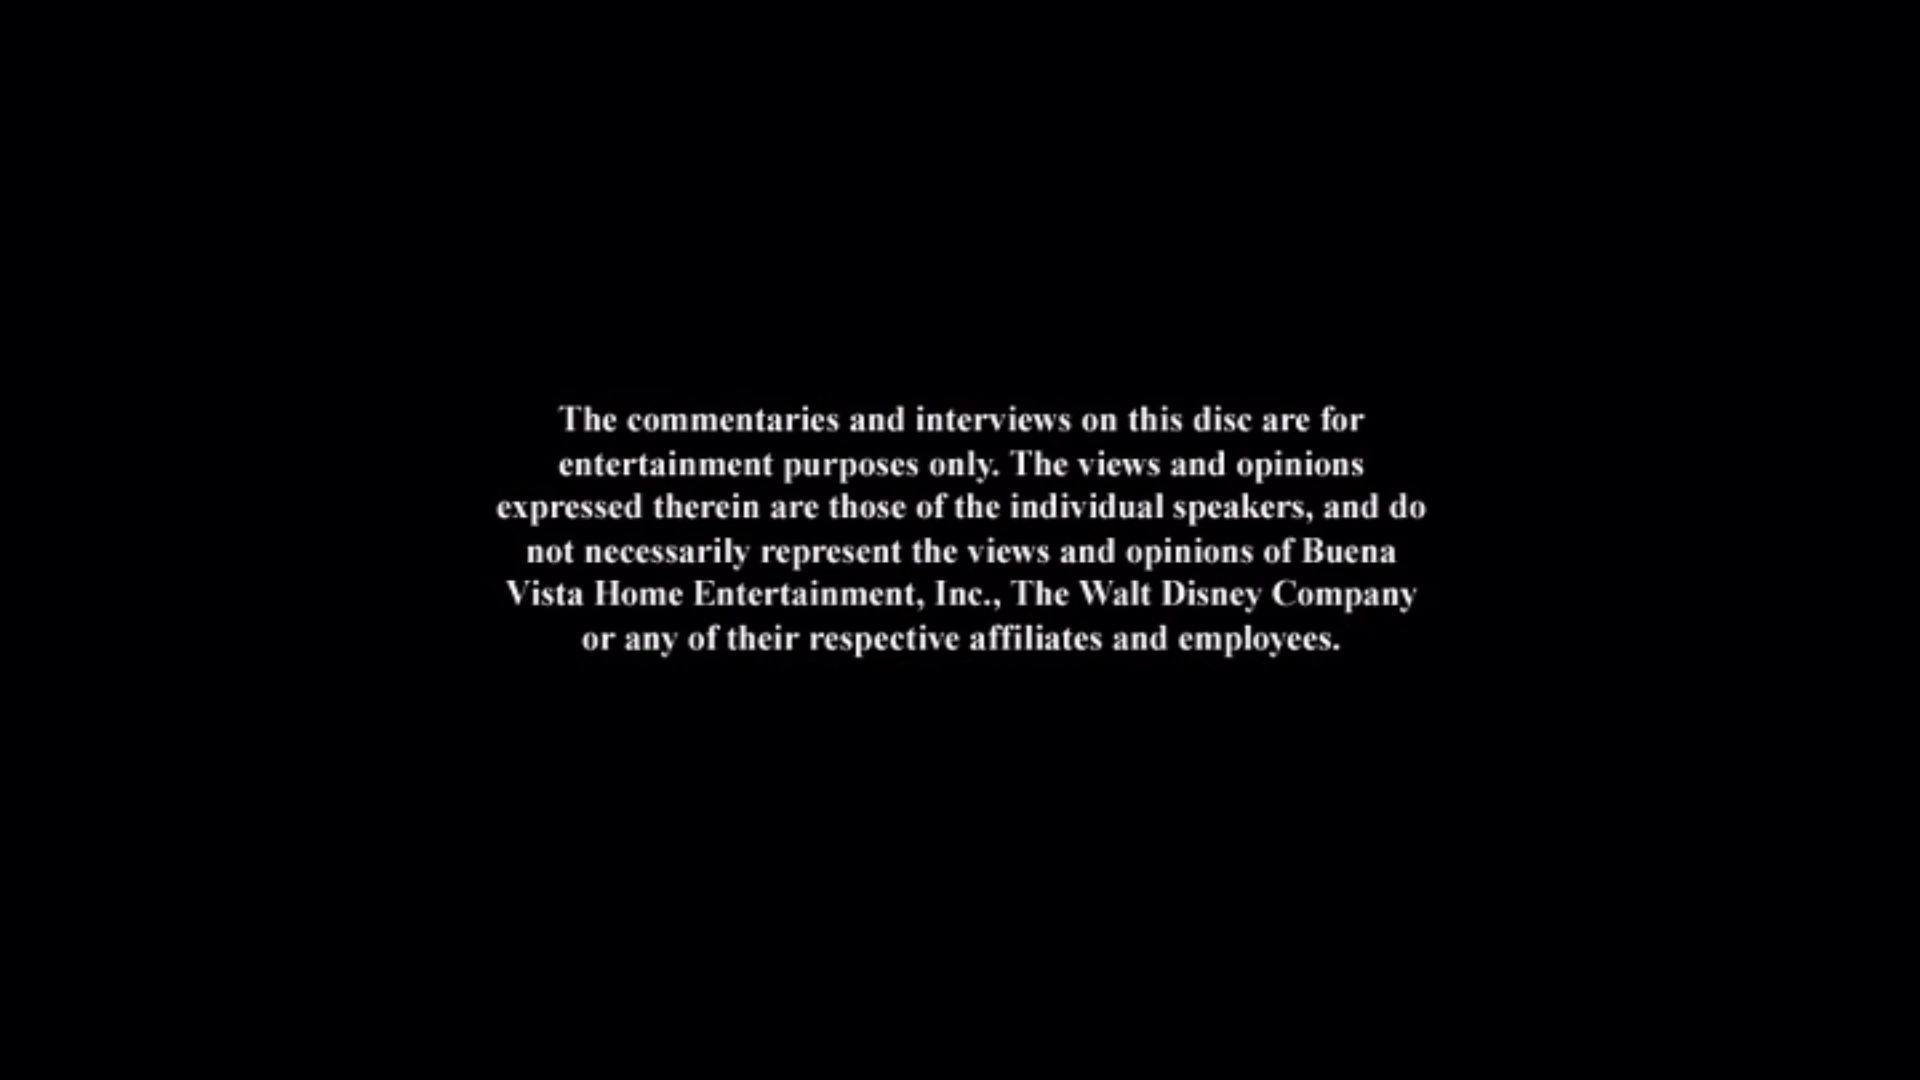 The commentaries and interviews on this disc are for
entertainment purposes only. The views and opinions
expressed therein are those of the individual speakers, and do
not necessarily represent the views and opinions of Buena
Vista Home Entertainment, Inc., The Walt Disney Company
or any of their respective affiliates and employees.